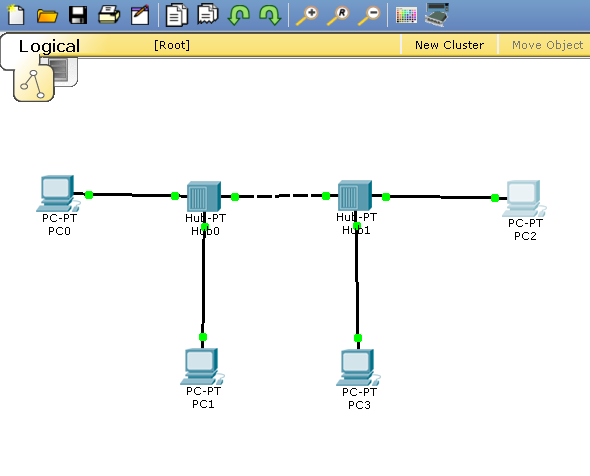 Logical
[Root]
New Cluster
Move Object
PC-PT
PC0
Hub-PT
Hub0
Hub-PT
Hub1
PC-PT
PC2
PC-PT
PC1
PC-PT
PC3